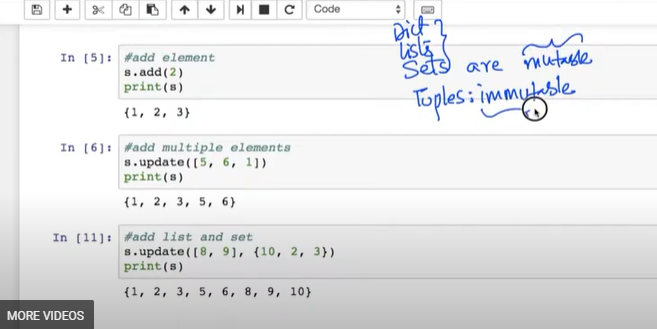 Code
Dict
Lists
Sets are mutable
Tuples: immutable
In [5]: #add element
s.add(2)
print(s)
{1, 2, 3}
In [6]: #add multiple elements
s.update([5, 6, 1])
print(s)
{1, 2, 3, 5, 6}
In [11]: #add list and set
s.update([8, 9], {10, 2, 3})
print(s)
{1, 2, 3, 5, 6, 8, 9, 10}
MORE VIDEOS